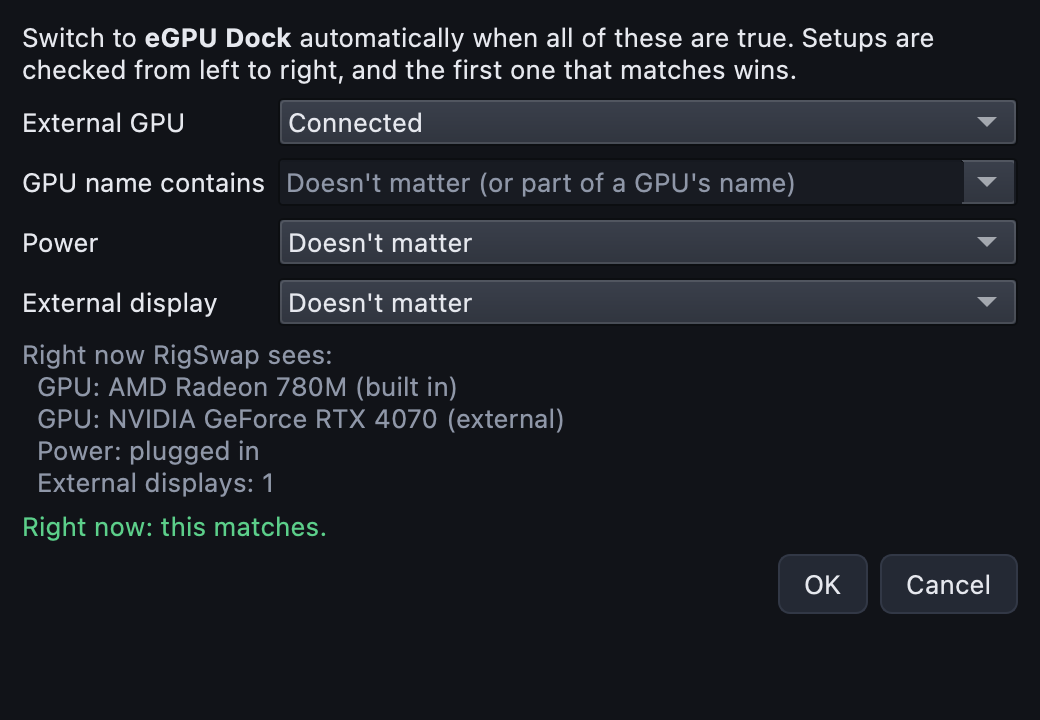 Switch to eGPU Dock automatically when all of these are true. Setups are
checked from left to right, and the first one that matches wins.
External GPU Connected
GPU name contains Doesn't matter (or part of a GPU's name)
Power Doesn't matter
External display Doesn't matter
Right now RigSwap sees:
GPU: AMD Radeon 780M (built in)
GPU: NVIDIA GeForce RTX 4070 (external)
Power: plugged in
External displays: 1
Right now: this matches.
OK Cancel